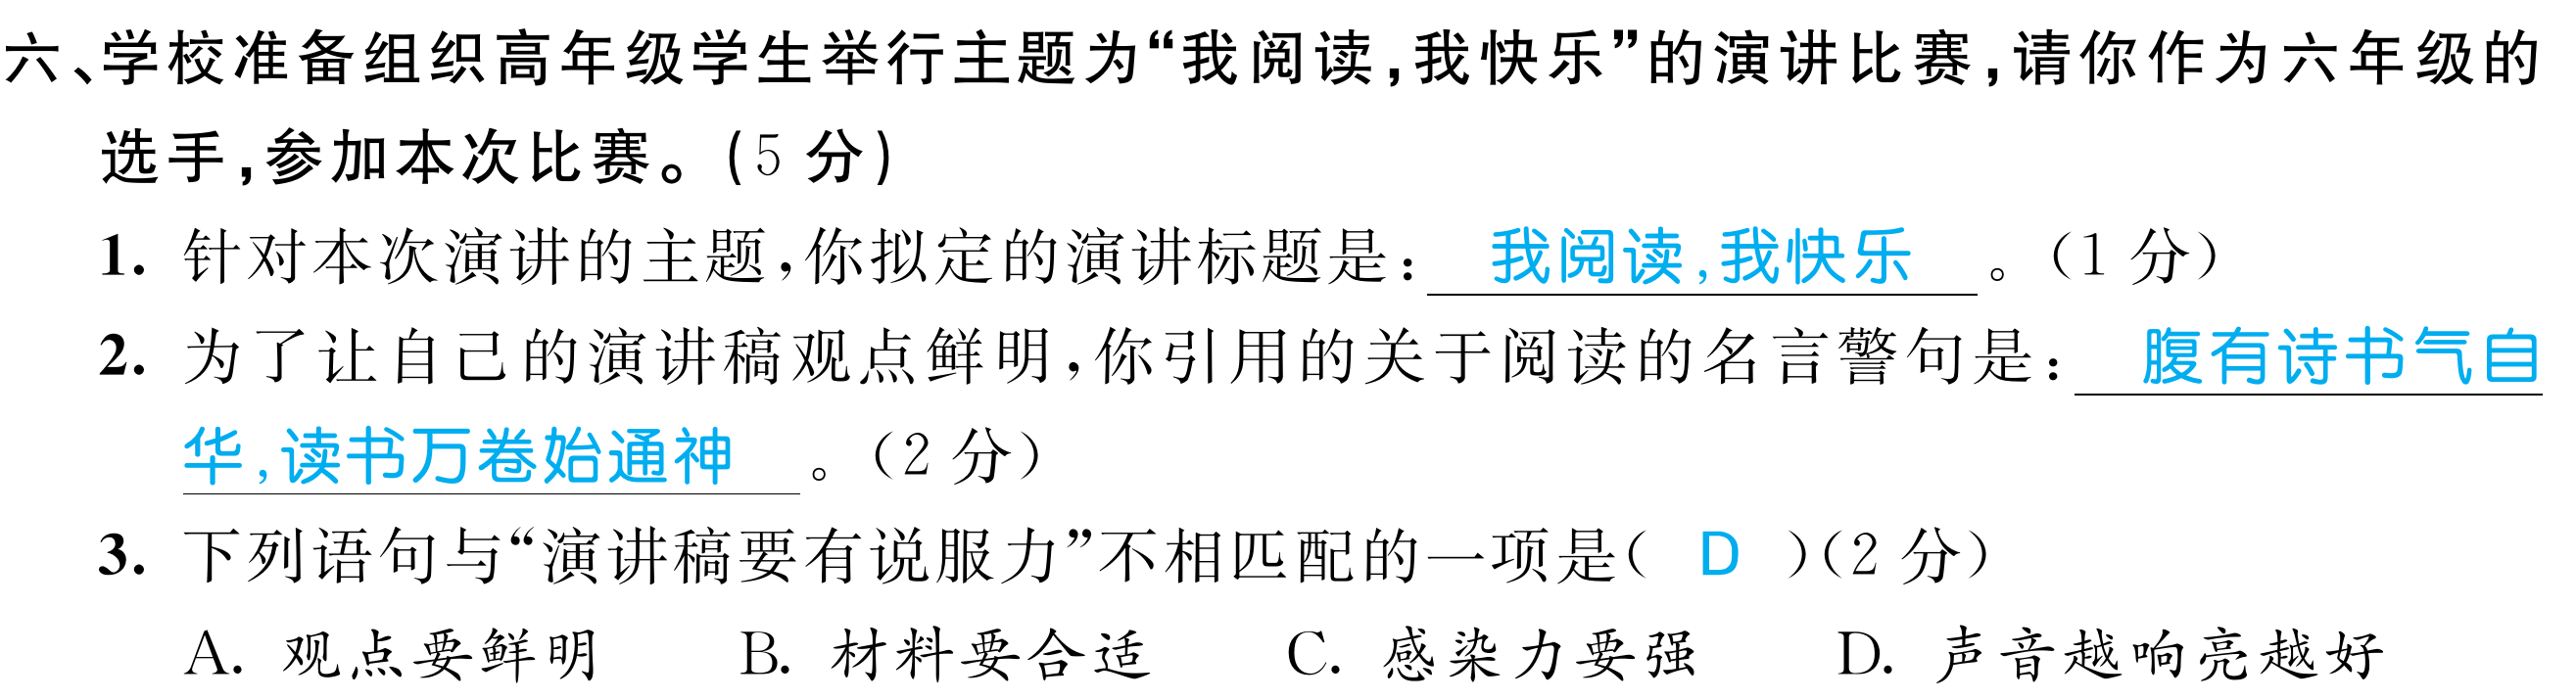 六、学校准备组织高年级学生举行主题为“我阅读,我快乐”的演讲比赛,请你作为六年级的
选手,参加本次比赛。(5 分)
1. 针对本次演讲的主题,你拟定的演讲标题是: 我阅读,我快乐 。(1 分)
2. 为了让自己的演讲稿观点鲜明,你引用的关于阅读的名言警句是: 腹有诗书气自
华,读书万卷始通神 。(2 分)
3. 下列语句与“演讲稿要有说服力”不相匹配的一项是( D )(2 分)
A. 观点要鲜明 B. 材料要合适 C. 感染力要强 D. 声音越响亮越好